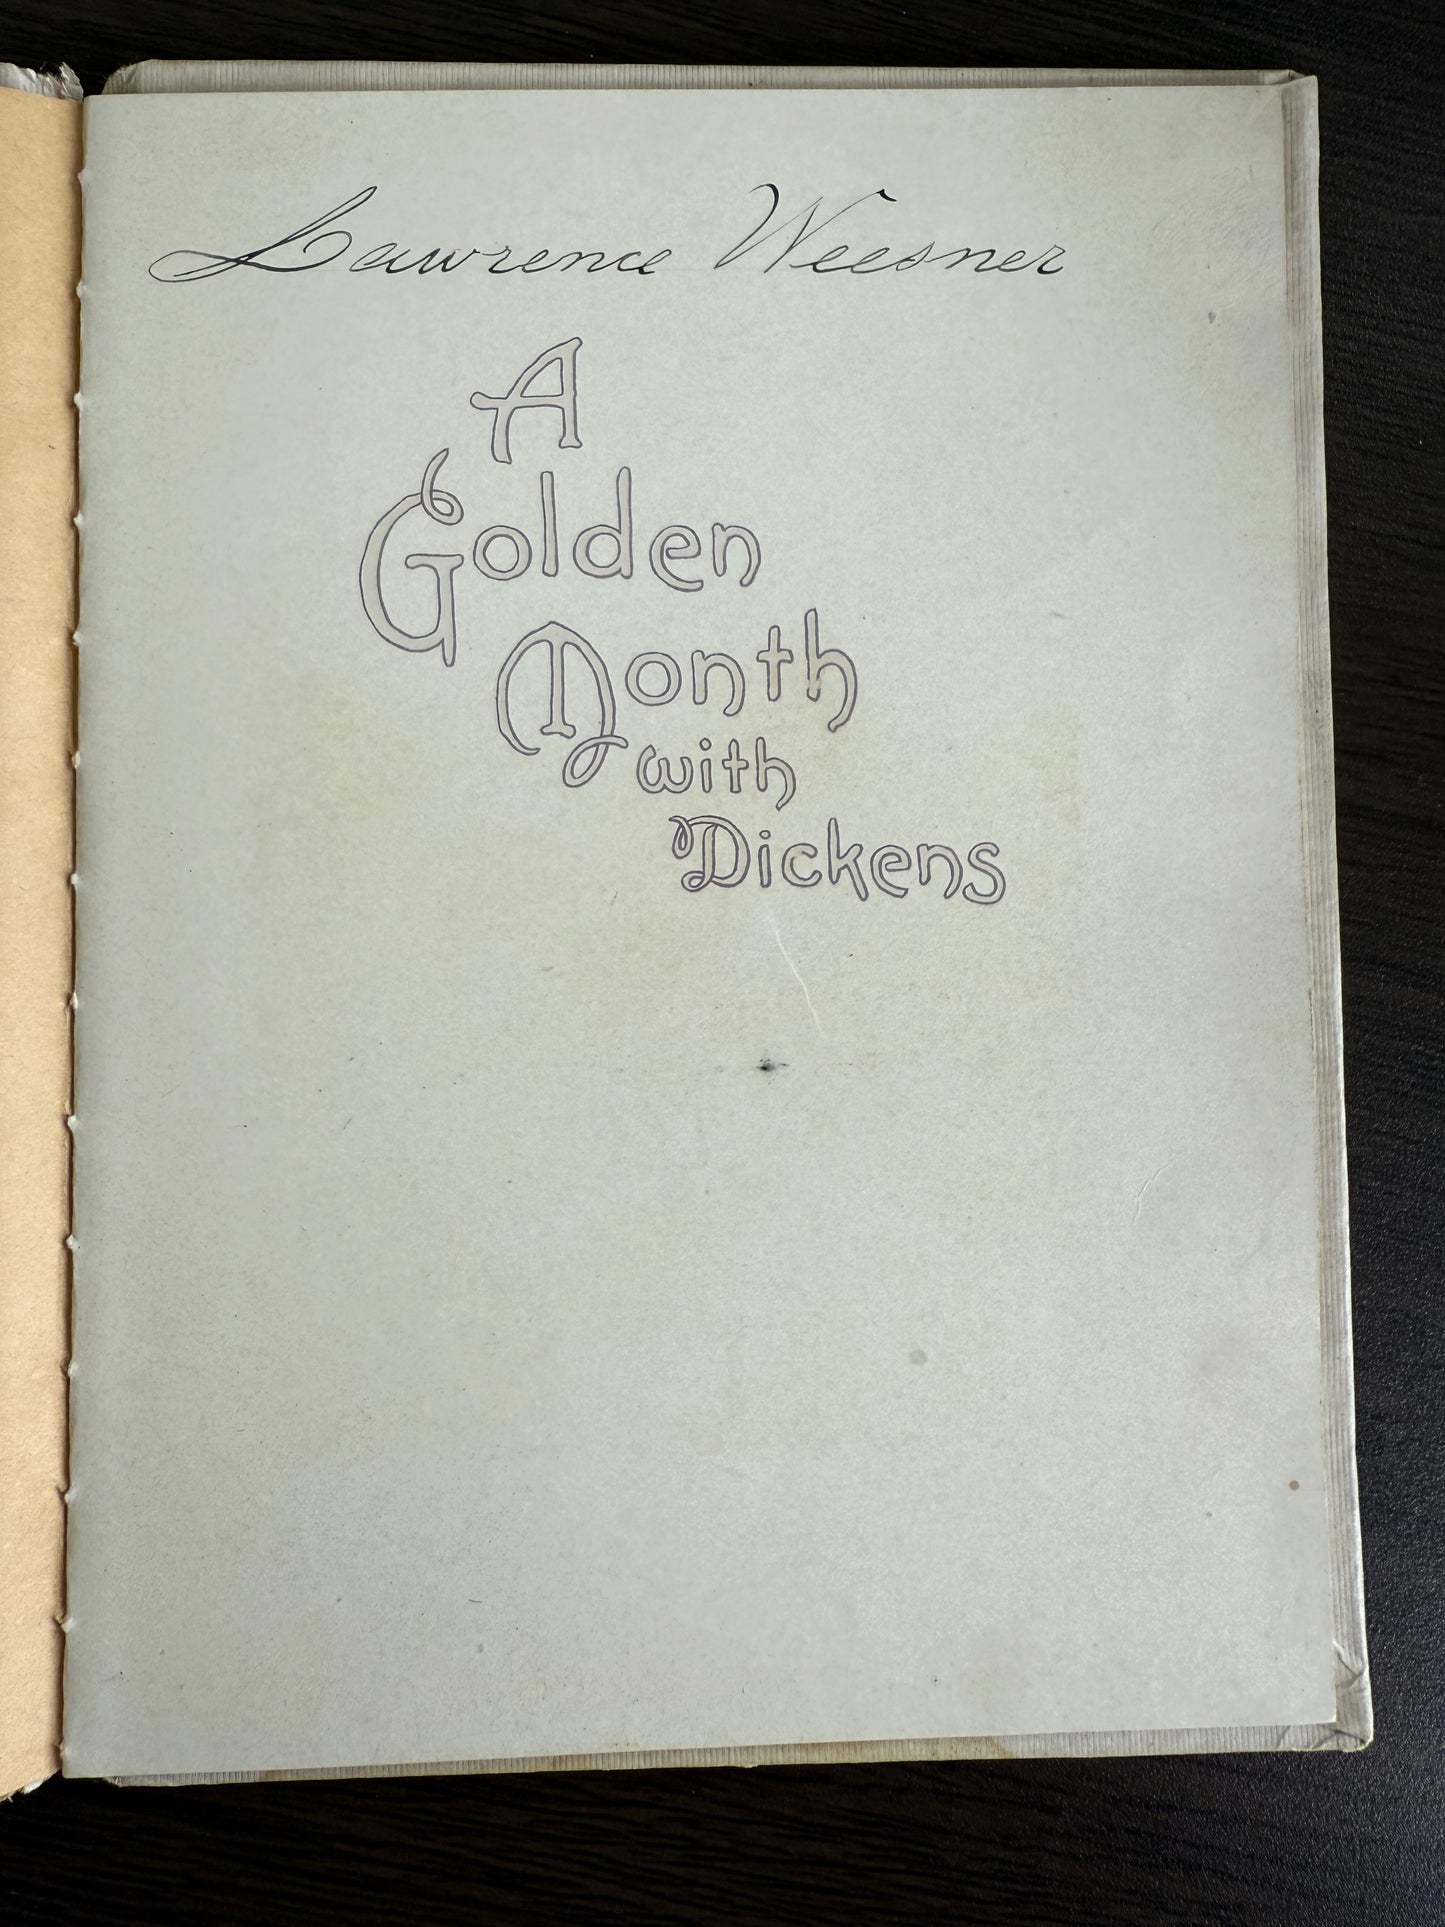 Lawrence Weesner
A
Golden
Month
with
Dickens